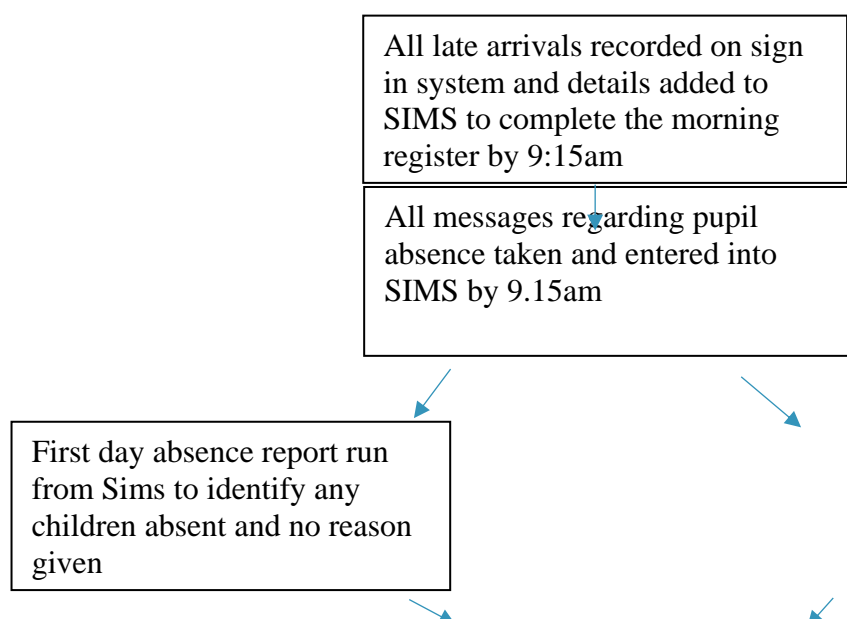 All late arrivals recorded on sign
in system and details added to
SIMS to complete the morning
register by 9:15am
All messages regarding pupil
absence taken and entered into
SIMS by 9.15am
First day absence report run
from Sims to identify any
children absent and no reason
given